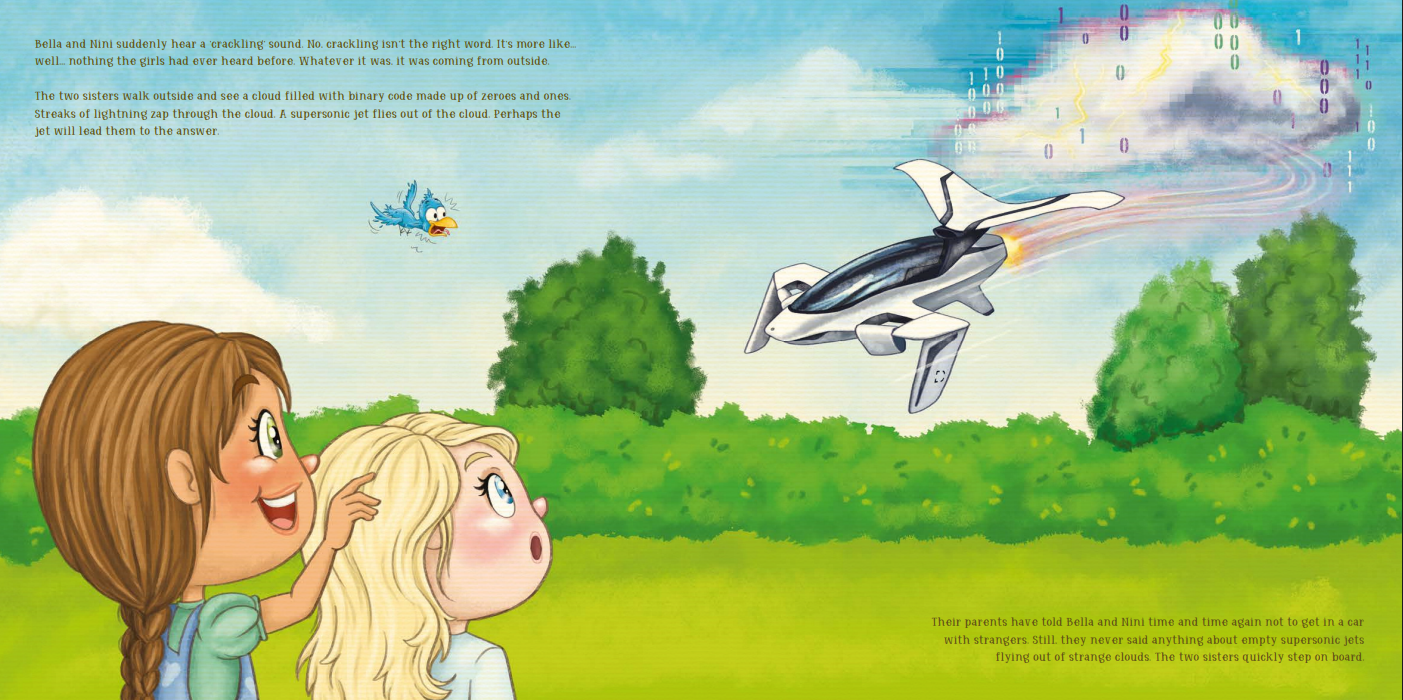 Bella and Nini suddenly hear a 'crackling' sound. No, crackling isn't the right word. It's more like...
well... nothing the girls had ever heard before. Whatever it was, it was coming from outside.
The two sisters walk outside and see a cloud filled with binary code made up of zeroes and ones.
Streaks of lightning zap through the cloud. A supersonic jet flies out of the cloud. Perhaps the
jet will lead them to the answer.
Their parents have told Bella and Nini time and time again not to get in a car
with strangers. Still, they never said anything about empty supersonic jets
flying out of strange clouds. The two sisters quickly step on board.